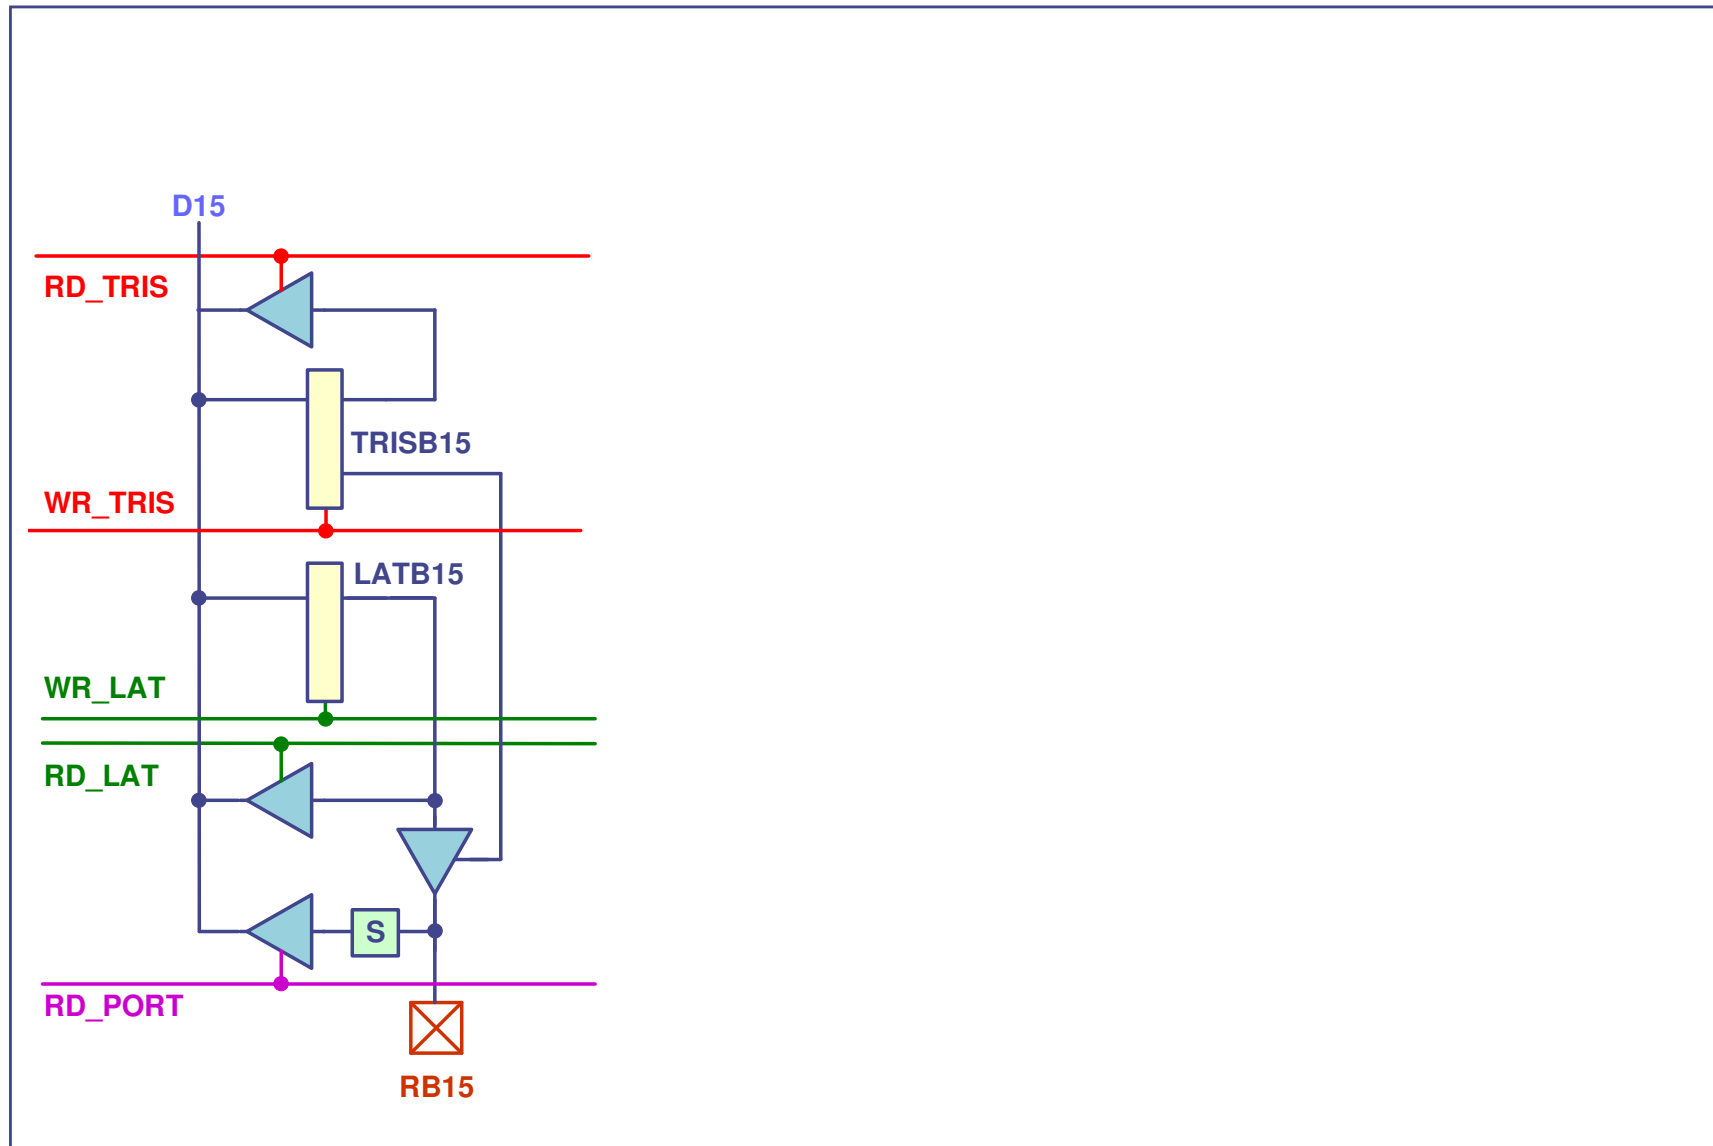 D15
RD_TRIS
TRISB15
WR_TRIS
LATB15
WR_LAT
RD_LAT
S
RD_PORT
RB15